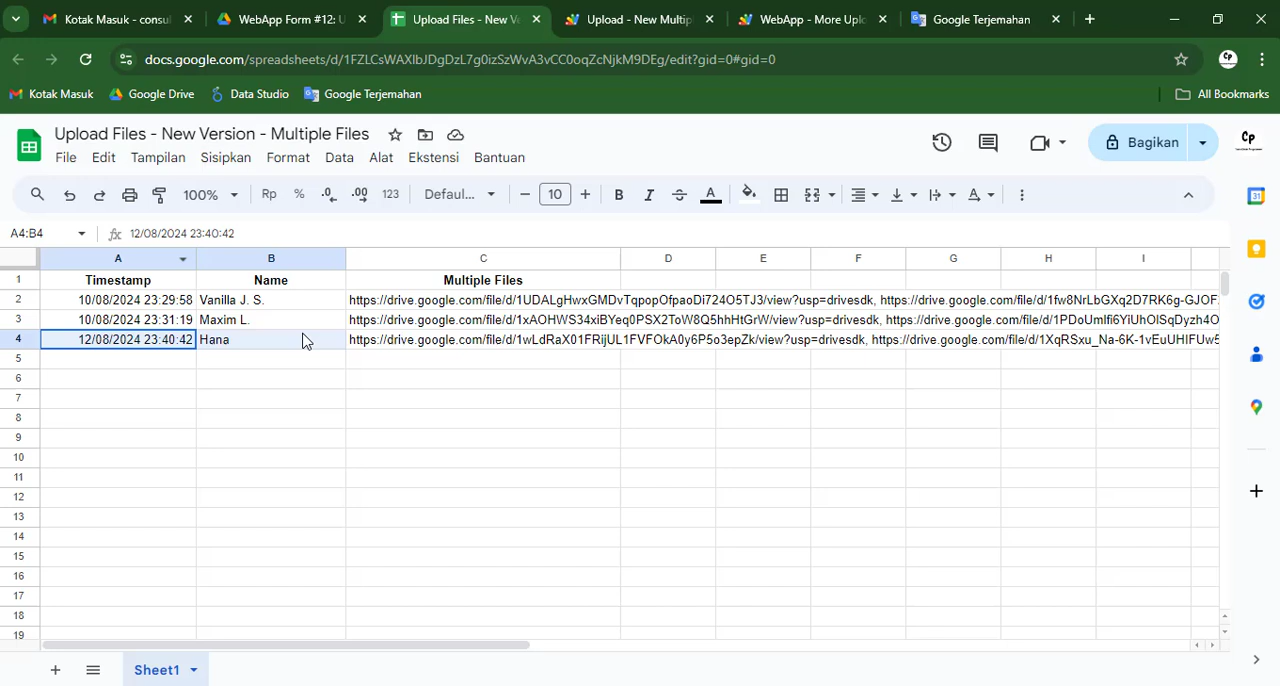 Kotak Masuk - consul
WebApp Form #12: U
Upload Files - New Ve
Upload - New Multip
WebApp - More Uplo
Google Terjemahan
docs.google.com/spreadsheets/d/1FZLCsWAXlbJDgDzL7g0izSzWvA3vCC0oqZcNjkM9DEg/edit?gid=0#gid=0
Kotak Masuk
Google Drive
Data Studio
Google Terjemahan
All Bookmarks
Upload Files - New Version - Multiple Files
File Edit Tampilan Sisipkan Format Data Alat Ekstensi Bantuan
Bagikan
100% Rp % .0 .00 123 Defaul... 10 B I A
A4:B4 fx 12/08/2024 23:40:42
A B C D E F G H I
1 Timestamp Name Multiple Files
2 10/08/2024 23:29:58 Vanilla J. S. https://drive.google.com/file/d/1UDALgHwxGMDvTqpopOfpaoDi724O5TJ3/view?usp=drivesdk, https://drive.google.com/file/d/1fw8NrLbGXq2D7RK6g-GJOF
3 10/08/2024 23:31:19 Maxim L. https://drive.google.com/file/d/1xAOHWS34xiBYeq0PSX2ToW8Q5hhHtGrW/view?usp=drivesdk, https://drive.google.com/file/d/1PDoUmlfi6YiUhOlSqDyzh4O
4 12/08/2024 23:40:42 Hana https://drive.google.com/file/d/1wLdRaX01FRijUL1FVFOkA0y6P5o3epZk/view?usp=drivesdk, https://drive.google.com/file/d/1XqRSxu_Na-6K-1vEuUHIFUw5
5
6
7
8
9
10
11
12
13
14
15
16
17
18
19
Sheet1